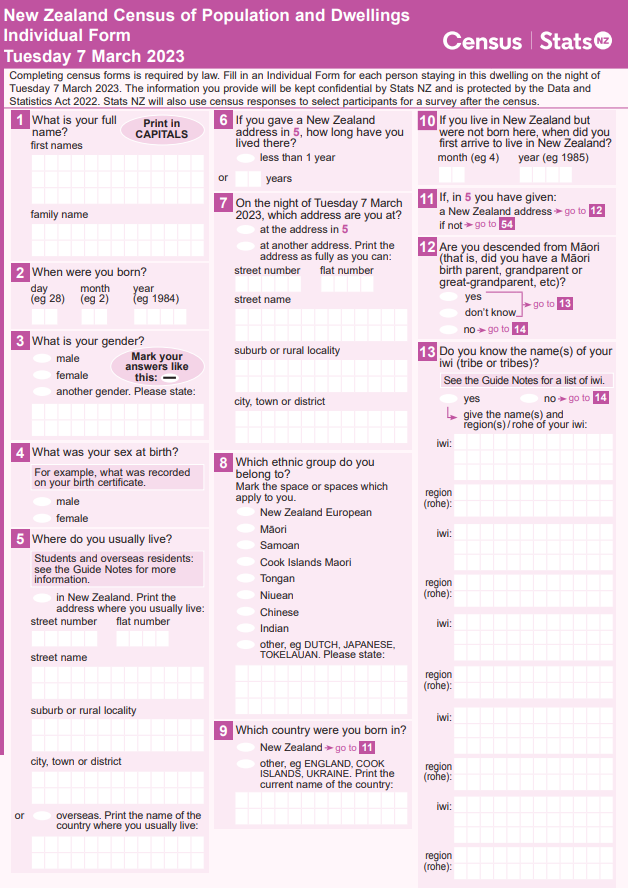 New Zealand Census of Population and Dwellings
Individual Form
Tuesday 7 March 2023
Census | Stats NZ
Completing census forms is required by law. Fill in an Individual Form for each person staying in this dwelling on the night of
Tuesday 7 March 2023. The information you provide will be kept confidential by Stats NZ and is protected by the Data and
Statistics Act 2022. Stats NZ will also use census responses to select participants for a survey after the census.
1 What is your full
name?
Print in
CAPITALS
first names
family name
2 When were you born?
day month year
(eg 28) (eg 2) (eg 1984)
3 What is your gender?
male
female
another gender. Please state:
Mark your
answers like
this:
4 What was your sex at birth?
For example, what was recorded
on your birth certificate.
male
female
5 Where do you usually live?
Students and overseas residents:
see the Guide Notes for more
information.
in New Zealand. Print the
address where you usually live:
street number flat number
street name
suburb or rural locality
city, town or district
or overseas. Print the name of the
country where you usually live:
6 If you gave a New Zealand
address in 5, how long have you
lived there?
less than 1 year
or years
7 On the night of Tuesday 7 March
2023, which address are you at?
at the address in 5
at another address. Print the
address as fully as you can:
street number flat number
street name
suburb or rural locality
city, town or district
8 Which ethnic group do you
belong to?
Mark the space or spaces which
apply to you.
New Zealand European
Māori
Samoan
Cook Islands Maori
Tongan
Niuean
Chinese
Indian
other, eg DUTCH, JAPANESE,
TOKELAUAN. Please state:
9 Which country were you born in?
New Zealand go to 11
other, eg ENGLAND, COOK
ISLANDS, UKRAINE. Print the
current name of the country:
10 If you live in New Zealand but
were not born here, when did you
first arrive to live in New Zealand?
month (eg 4) year (eg 1985)
11 If, in 5 you have given:
a New Zealand address go to 12
if not go to 54
12 Are you descended from Māori
(that is, did you have a Māori
birth parent, grandparent or
great-grandparent, etc)?
yes
go to 13
don't know
no go to 14
13 Do you know the name(s) of your
iwi (tribe or tribes)?
See the Guide Notes for a list of iwi.
yes no go to 14
give the name(s) and
region(s)/rohe of your iwi:
iwi:
region
(rohe):
iwi:
region
(rohe):
iwi:
region
(rohe):
iwi:
region
(rohe):
iwi:
region
(rohe):